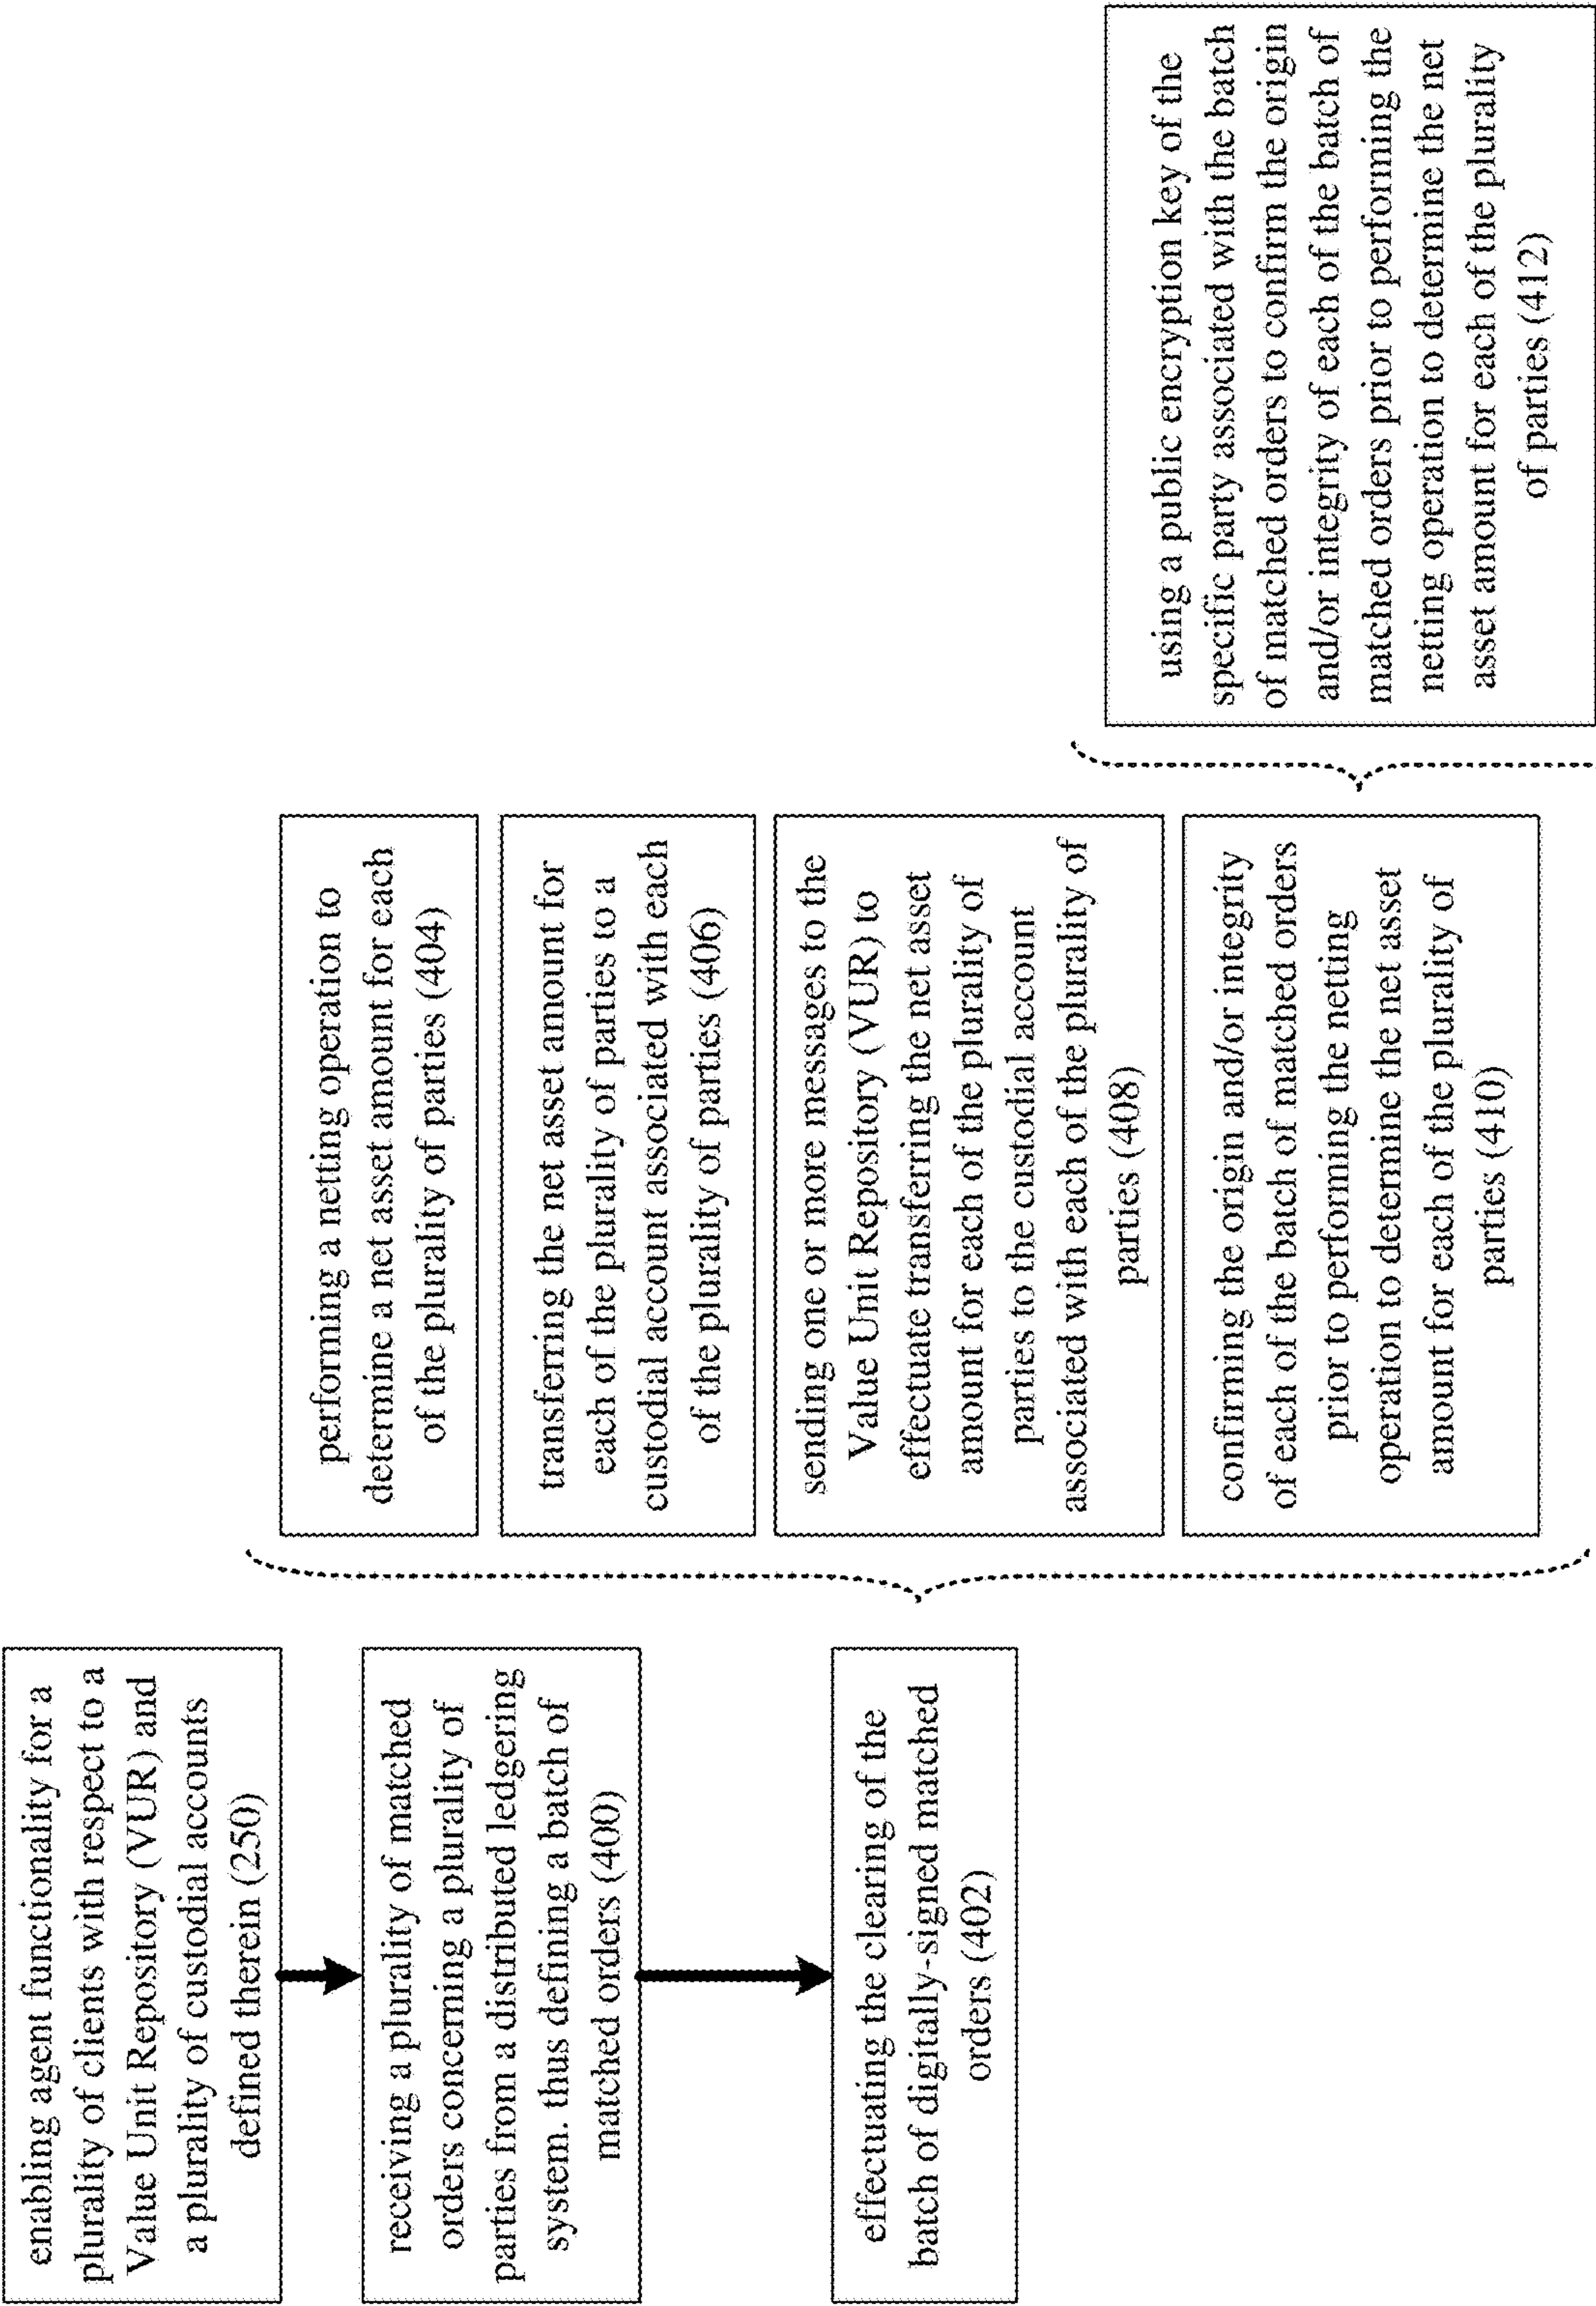 enabling agent functionality for a
plurality of clients with respect to a
Value Unit Repository (VUR) and
a plurality of custodial accounts
defined therein (250)
receiving a plurality of matched
orders concerning a plurality of
parties from a distributed ledgering
system. thus defining a batch of
matched orders (400)
effectuating the clearing of the
batch of digitally-signed matched
orders (402)
performing a netting operation to
determine a net asset amount for each
of the plurality of parties (404)
transferring the net asset amount for
each of the plurality of parties to a
custodial account associated with each
of the plurality of parties (406)
sending one or more messages to the
Value Unit Repository (VUR) to
effectuate transferring the net asset
amount for each of the plurality of
parties to the custodial account
associated with each of the plurality of
parties (408)
confirming the origin and/or integrity
of each of the batch of matched orders
prior to performing the netting
operation to determine the net asset
amount for each of the plurality of
parties (410)
using a public encryption key of the
specific party associated with the batch
of matched orders to confirm the origin
and/or integrity of each of the batch of
matched orders prior to performing the
netting operation to determine the net
asset amount for each of the plurality
of parties (412)